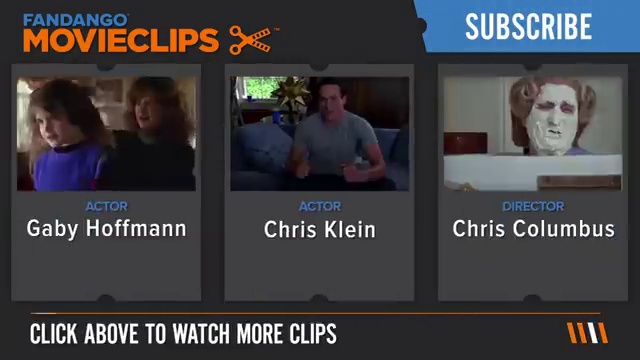 FANDANGO
MOVIECLIPS
SUBSCRIBE
ACTOR
Gaby Hoffmann
ACTOR
Chris Klein
DIRECTOR
Chris Columbus
CLICK ABOVE TO WATCH MORE CLIPS